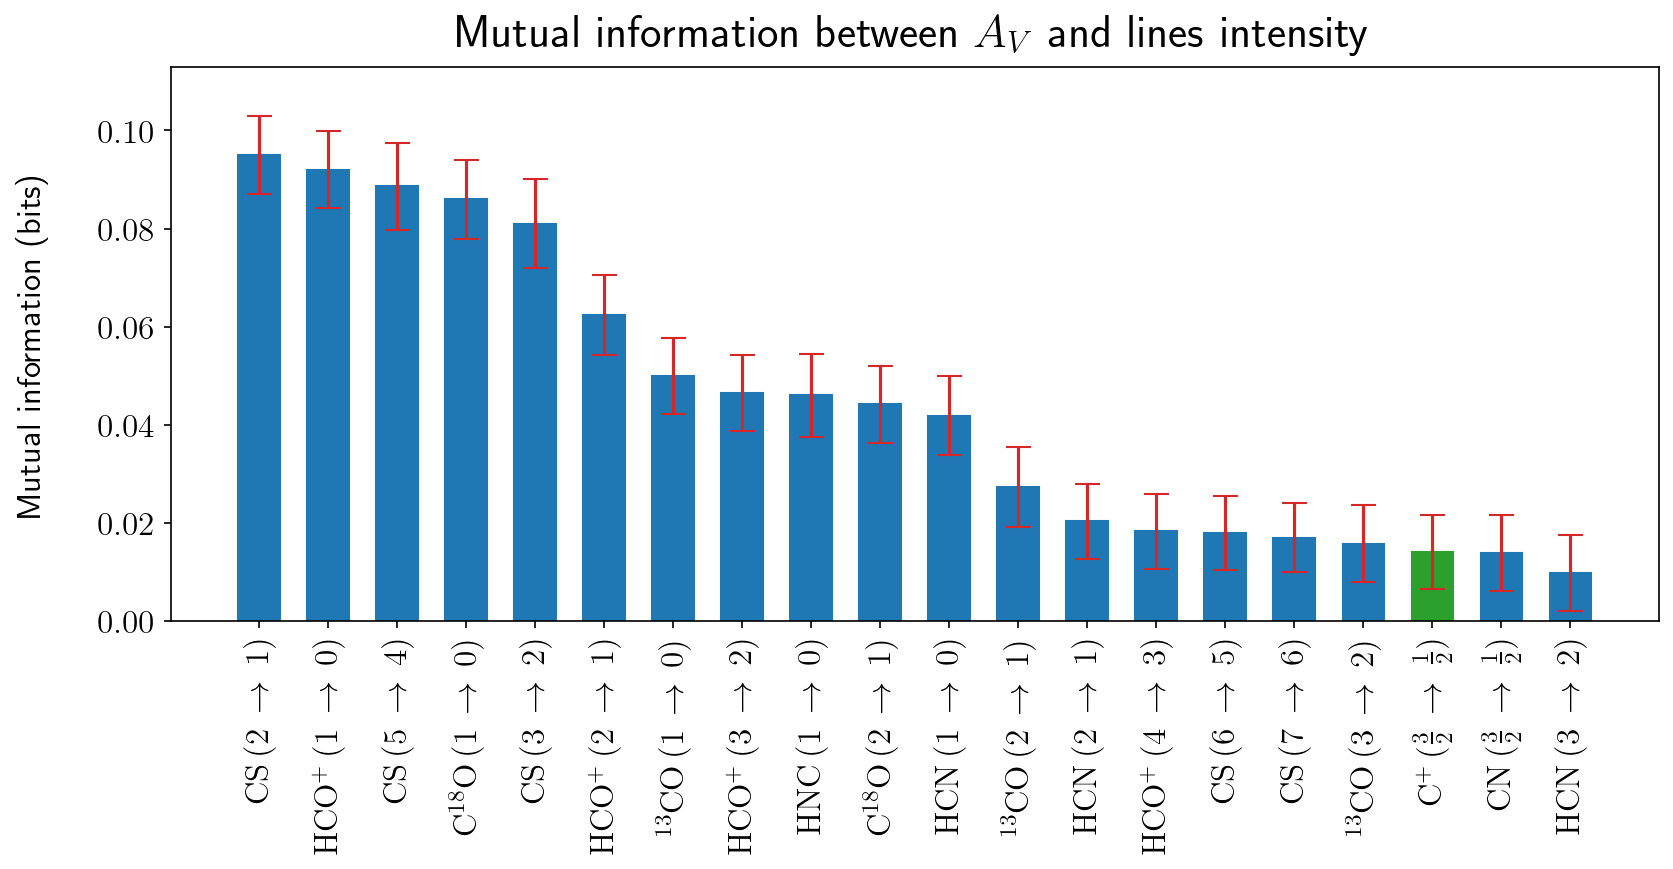 Mutual information between A_V and lines intensity
Mutual information (bits)
0.10
0.08
0.06
0.04
0.02
0.00
CS (2 → 1)
HCO⁺ (1 → 0)
CS (5 → 4)
C¹⁸O (1 → 0)
CS (3 → 2)
HCO⁺ (2 → 1)
¹³CO (1 → 0)
HCO⁺ (3 → 2)
HNC (1 → 0)
C¹⁸O (2 → 1)
HCN (1 → 0)
¹³CO (2 → 1)
HCN (2 → 1)
HCO⁺ (4 → 3)
CS (6 → 5)
CS (7 → 6)
¹³CO (3 → 2)
C⁺ (3/2 → 1/2)
CN (3/2 → 1/2)
HCN (3 → 2)